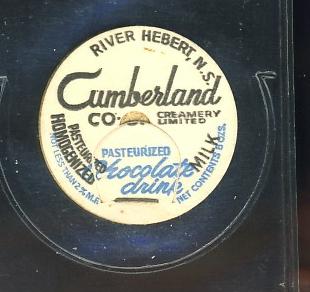 RIVER HEBERT, N.S.
Cumberland
CO-OP CREAMERY
LIMITED
HOMOGENIZED
MILK
PASTEURIZED
Chocolate
drink
NOT LESS THAN 2% M.F.
NET CONTENTS 8 OZS.